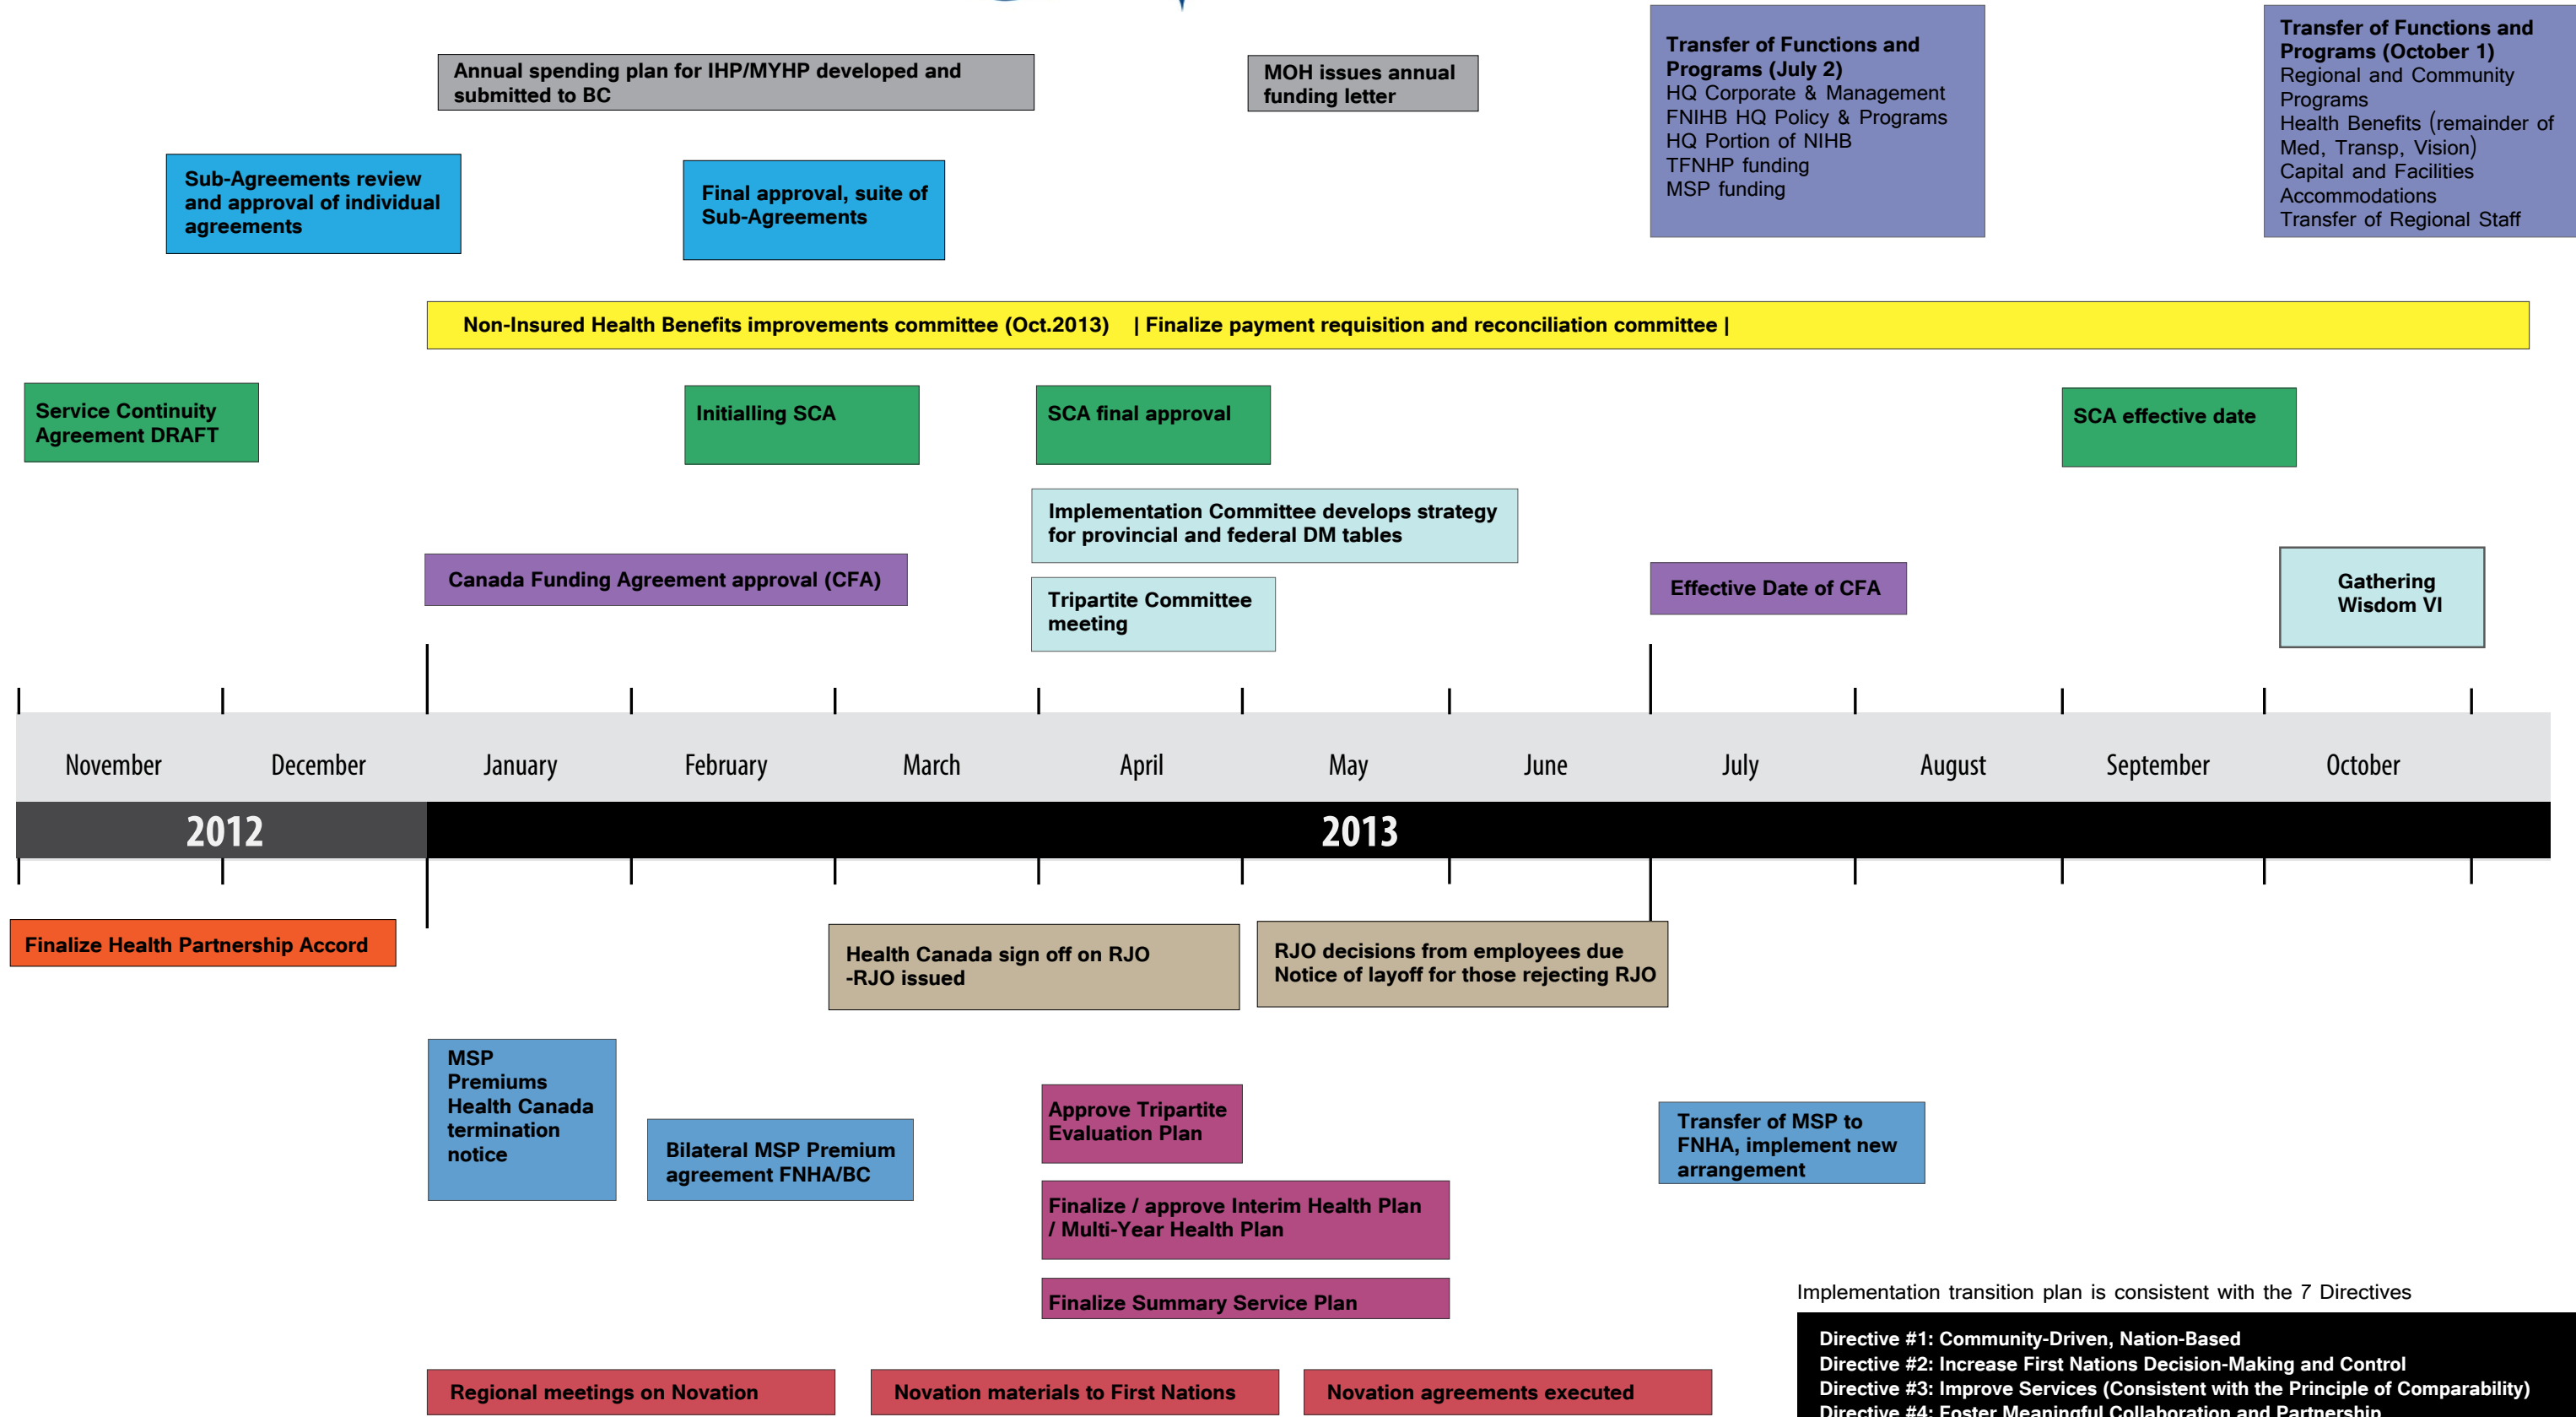 Annual spending plan for IHP/MYHP developed and
submitted to BC
MOH issues annual
funding letter
Transfer of Functions and
Programs (July 2)
HQ Corporate & Management
FNIHB HQ Policy & Programs
HQ Portion of NIHB
TFNHP funding
MSP funding
Transfer of Functions and
Programs (October 1)
Regional and Community
Programs
Health Benefits (remainder of
Med, Transp, Vision)
Capital and Facilities
Accommodations
Transfer of Regional Staff
Sub-Agreements review
and approval of individual
agreements
Final approval, suite of
Sub-Agreements
Non-Insured Health Benefits improvements committee (Oct.2013) | Finalize payment requisition and reconciliation committee |
Service Continuity
Agreement DRAFT
Initialling SCA
SCA final approval
SCA effective date
Implementation Committee develops strategy
for provincial and federal DM tables
Canada Funding Agreement approval (CFA)
Tripartite Committee
meeting
Effective Date of CFA
Gathering
Wisdom VI
November December January February March April May June July August September October
2012 2013
Finalize Health Partnership Accord
Health Canada sign off on RJO
-RJO issued
RJO decisions from employees due
Notice of layoff for those rejecting RJO
MSP
Premiums
Health Canada
termination
notice
Bilateral MSP Premium
agreement FNHA/BC
Approve Tripartite
Evaluation Plan
Transfer of MSP to
FNHA, implement new
arrangement
Finalize / approve Interim Health Plan
/ Multi-Year Health Plan
Finalize Summary Service Plan
Regional meetings on Novation
Novation materials to First Nations
Novation agreements executed
Implementation transition plan is consistent with the 7 Directives
Directive #1: Community-Driven, Nation-Based
Directive #2: Increase First Nations Decision-Making and Control
Directive #3: Improve Services (Consistent with the Principle of Comparability)
Directive #4: Foster Meaningful Collaboration and Partnership